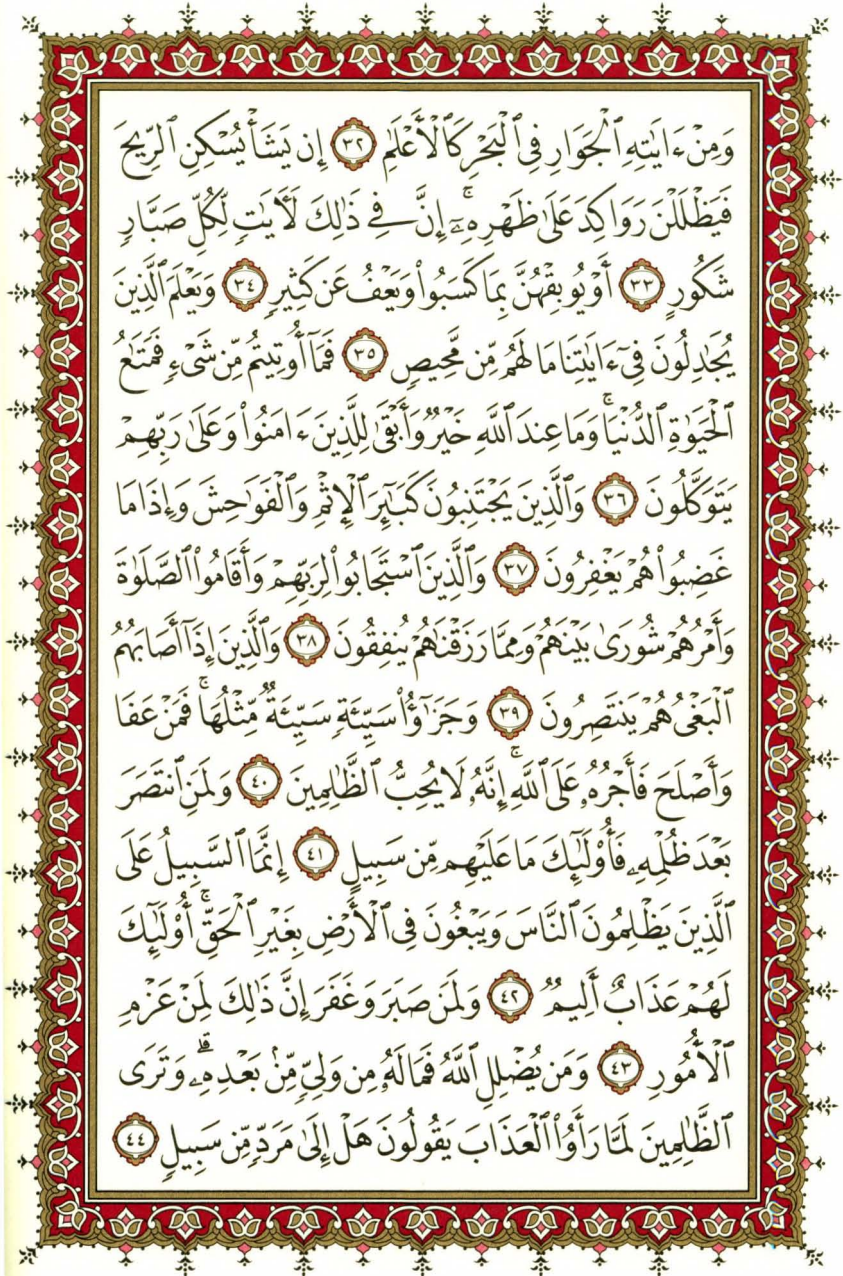 وَمِنْ ءَايَٰتِهِ ٱلْجَوَارِ فِى ٱلْبَحْرِ كَٱلْأَعْلَٰمِ ٣٢ إِن يَشَأْ يُسْكِنِ ٱلرِّيحَ
فَيَظْلَلْنَ رَوَاكِدَ عَلَىٰ ظَهْرِهِۦٓ ۚ إِنَّ فِى ذَٰلِكَ لَءَايَٰتٍ لِّكُلِّ صَبَّارٍ
شَكُورٍ ٣٣ أَوْ يُوبِقْهُنَّ بِمَا كَسَبُوا۟ وَيَعْفُ عَن كَثِيرٍ ٣٤ وَيَعْلَمَ ٱلَّذِينَ
يُجَٰدِلُونَ فِىٓ ءَايَٰتِنَا مَا لَهُم مِّن مَّحِيصٍ ٣٥ فَمَآ أُوتِيتُم مِّن شَىْءٍ فَمَتَٰعُ
ٱلْحَيَوٰةِ ٱلدُّنْيَا ۚ وَمَا عِندَ ٱللَّهِ خَيْرٌ وَأَبْقَىٰ لِلَّذِينَ ءَامَنُوا۟ وَعَلَىٰ رَبِّهِمْ
يَتَوَكَّلُونَ ٣٦ وَٱلَّذِينَ يَجْتَنِبُونَ كَبَٰٓئِرَ ٱلْإِثْمِ وَٱلْفَوَٰحِشَ وَإِذَا مَا
غَضِبُوا۟ هُمْ يَغْفِرُونَ ٣٧ وَٱلَّذِينَ ٱسْتَجَابُوا۟ لِرَبِّهِمْ وَأَقَامُوا۟ ٱلصَّلَوٰةَ
وَأَمْرُهُمْ شُورَىٰ بَيْنَهُمْ وَمِمَّا رَزَقْنَٰهُمْ يُنفِقُونَ ٣٨ وَٱلَّذِينَ إِذَآ أَصَابَهُمُ
ٱلْبَغْىُ هُمْ يَنتَصِرُونَ ٣٩ وَجَزَٰٓؤُا۟ سَيِّئَةٍ سَيِّئَةٌ مِّثْلُهَا ۖ فَمَنْ عَفَا
وَأَصْلَحَ فَأَجْرُهُۥ عَلَى ٱللَّهِ ۚ إِنَّهُۥ لَا يُحِبُّ ٱلظَّٰلِمِينَ ٤٠ وَلَمَنِ ٱنتَصَرَ
بَعْدَ ظُلْمِهِۦ فَأُو۟لَٰٓئِكَ مَا عَلَيْهِم مِّن سَبِيلٍ ٤١ إِنَّمَا ٱلسَّبِيلُ عَلَى
ٱلَّذِينَ يَظْلِمُونَ ٱلنَّاسَ وَيَبْغُونَ فِى ٱلْأَرْضِ بِغَيْرِ ٱلْحَقِّ ۚ أُو۟لَٰٓئِكَ
لَهُمْ عَذَابٌ أَلِيمٌ ٤٢ وَلَمَن صَبَرَ وَغَفَرَ إِنَّ ذَٰلِكَ لَمِنْ عَزْمِ
ٱلْأُمُورِ ٤٣ وَمَن يُضْلِلِ ٱللَّهُ فَمَا لَهُۥ مِن وَلِىٍّ مِّنۢ بَعْدِهِۦ ۗ وَتَرَى
ٱلظَّٰلِمِينَ لَمَّا رَأَوُا۟ ٱلْعَذَابَ يَقُولُونَ هَلْ إِلَىٰ مَرَدٍّ مِّن سَبِيلٍ ٤٤